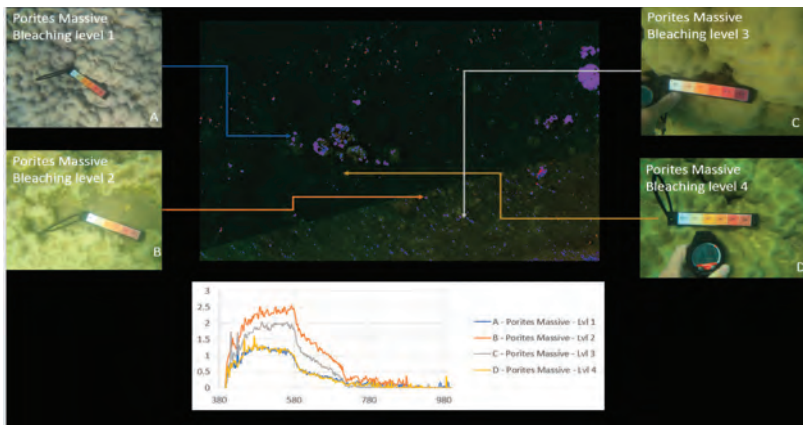 Porites Massive
Bleaching level 1
A
Porites Massive
Bleaching level 2
B
Porites Massive
Bleaching level 3
C
Porites Massive
Bleaching level 4
D
3
2.5
2
1.5
1
0.5
0
380
580
780
980
A - Porites Massive - Lvl 1
B - Porites Massive - Lvl 2
C - Porites Massive - Lvl 3
D - Porites Massive - Lvl 4